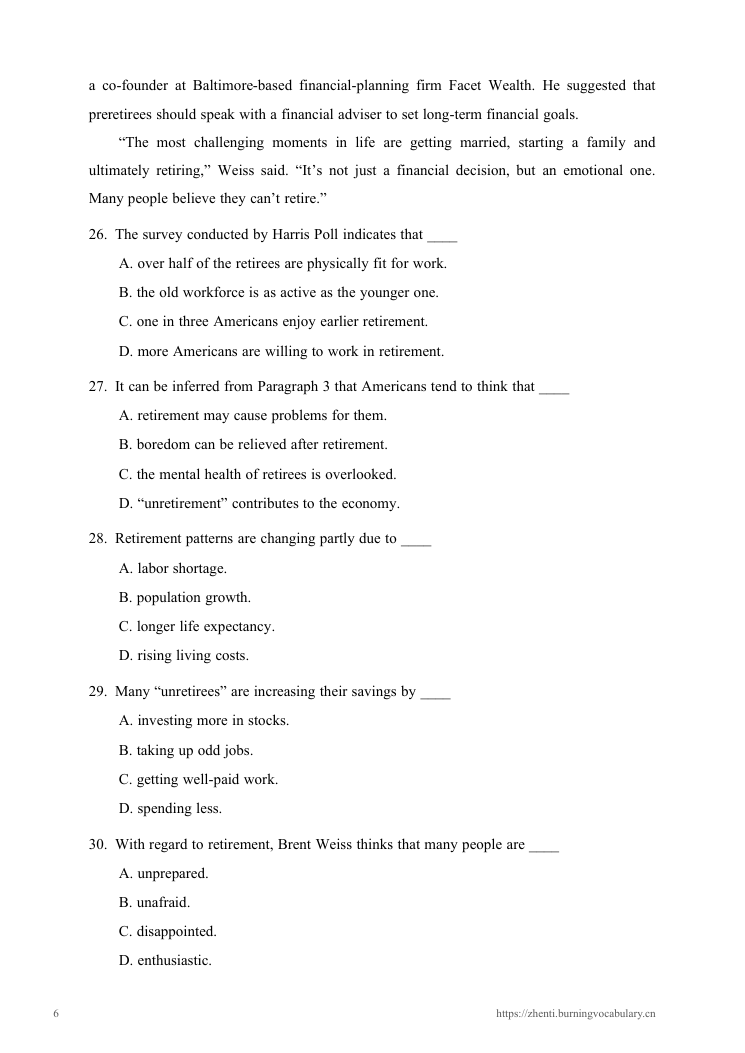 a co-founder at Baltimore-based financial-planning firm Facet Wealth. He suggested that
preretirees should speak with a financial adviser to set long-term financial goals.
“The most challenging moments in life are getting married, starting a family and
ultimately retiring,” Weiss said. “It’s not just a financial decision, but an emotional one.
Many people believe they can’t retire.”
26. The survey conducted by Harris Poll indicates that ____
A. over half of the retirees are physically fit for work.
B. the old workforce is as active as the younger one.
C. one in three Americans enjoy earlier retirement.
D. more Americans are willing to work in retirement.
27. It can be inferred from Paragraph 3 that Americans tend to think that ____
A. retirement may cause problems for them.
B. boredom can be relieved after retirement.
C. the mental health of retirees is overlooked.
D. “unretirement” contributes to the economy.
28. Retirement patterns are changing partly due to ____
A. labor shortage.
B. population growth.
C. longer life expectancy.
D. rising living costs.
29. Many “unretirees” are increasing their savings by ____
A. investing more in stocks.
B. taking up odd jobs.
C. getting well-paid work.
D. spending less.
30. With regard to retirement, Brent Weiss thinks that many people are ____
A. unprepared.
B. unafraid.
C. disappointed.
D. enthusiastic.
6 https://zhenti.burningvocabulary.cn